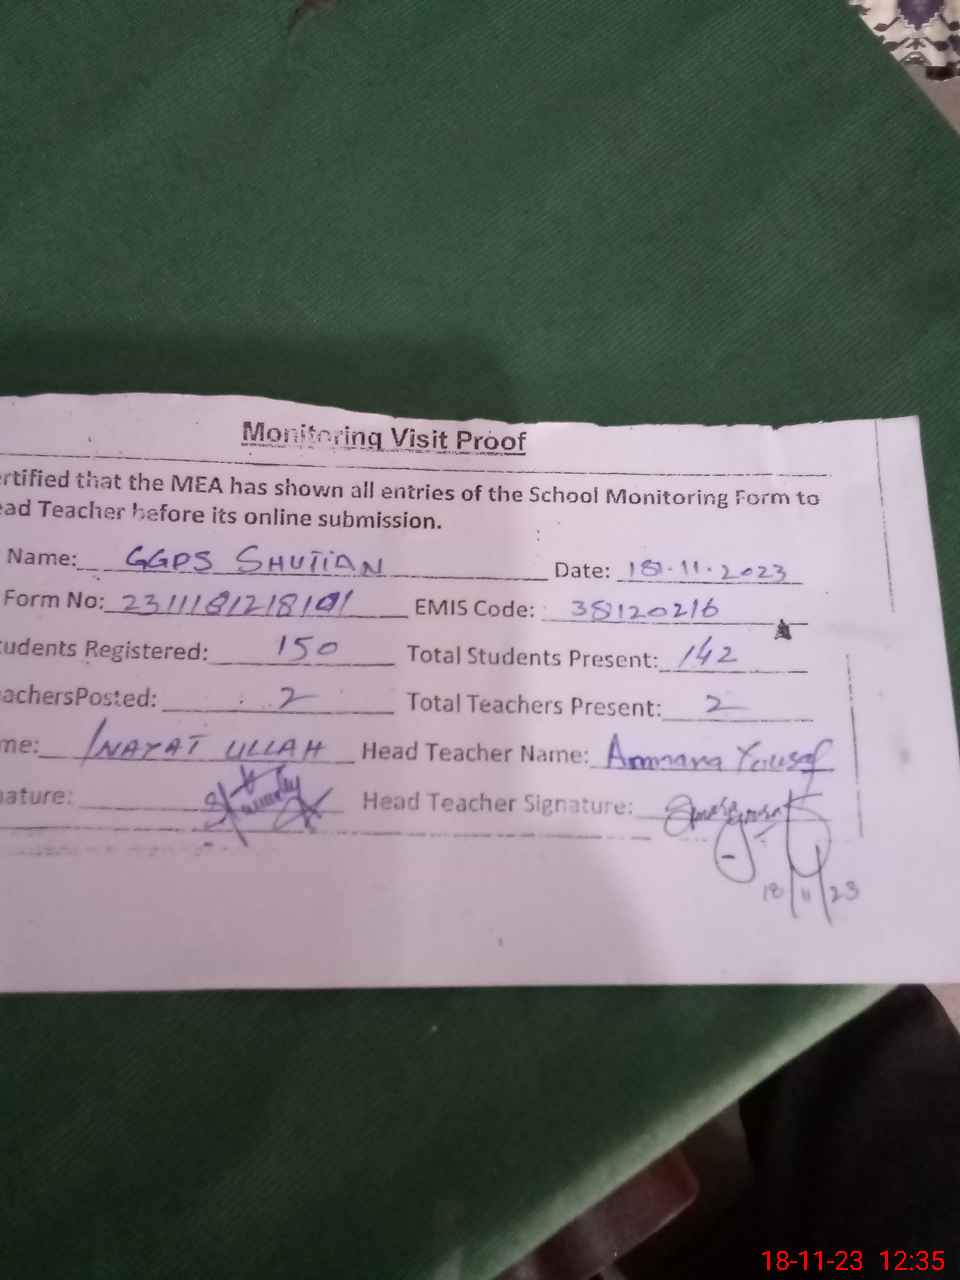 Monitoring Visit Proof
ertified that the MEA has shown all entries of the School Monitoring Form to
ead Teacher before its online submission.
Name: GGPS SHUTIAN Date: 18.11.2023
Form No: 2311181218101 EMIS Code: 38120216
tudents Registered: 150 Total Students Present: 142
achersPosted: 2 Total Teachers Present: 2
me: INAYAT ULLAH Head Teacher Name: Ammara Yousaf
nature: Head Teacher Signature:
18/11/23
18-11-23 12:35